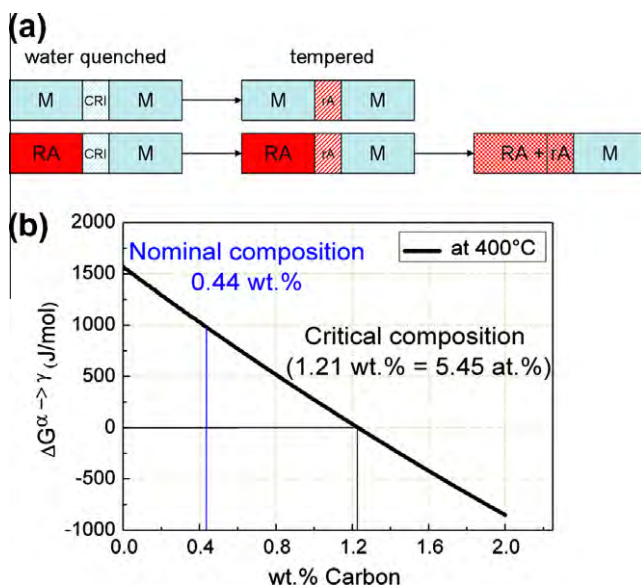 (a)
water quenched tempered
M CRI M M rA M
RA CRI M RA rA M RA + rA M
(b)
2000
1500
1000
500
0
-500
-1000
ΔG^α -> γ (J/mol)
Nominal composition
0.44 wt.%
at 400°C
Critical composition
(1.21 wt.% = 5.45 at.%)
0.0 0.4 0.8 1.2 1.6 2.0
wt.% Carbon